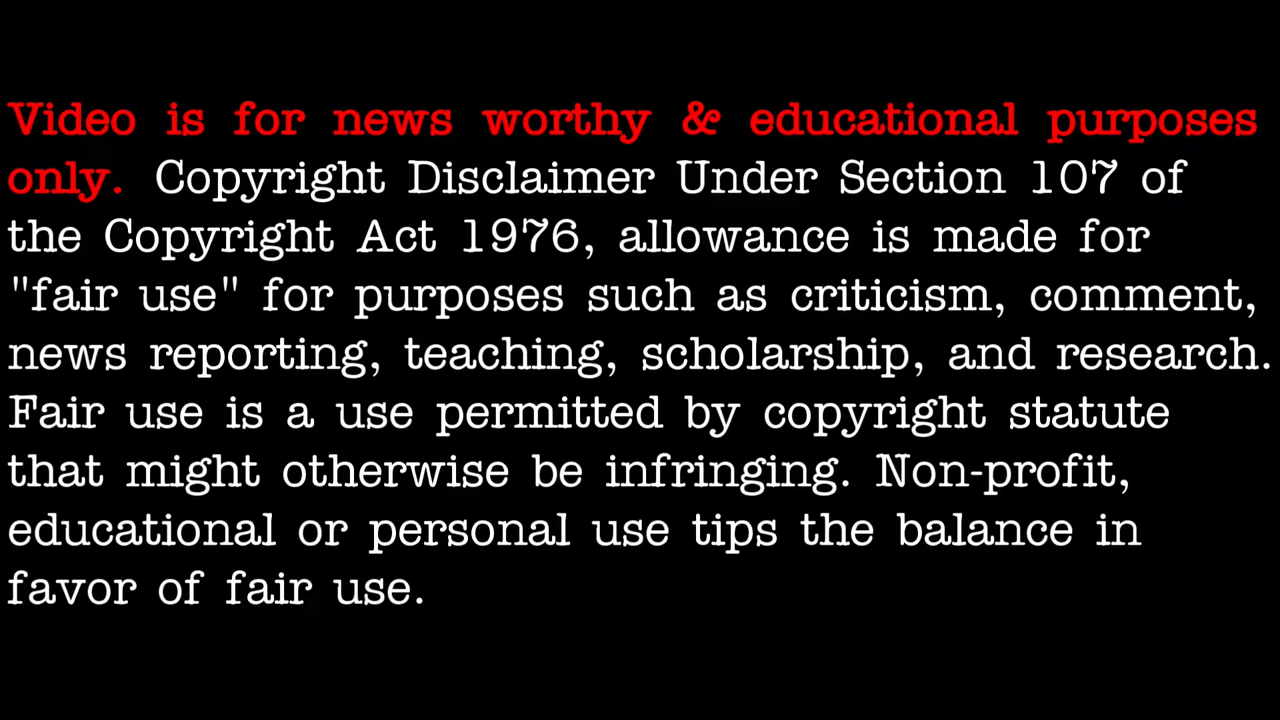 Video is for news worthy & educational purposes
only. Copyright Disclaimer Under Section 107 of
the Copyright Act 1976, allowance is made for
"fair use" for purposes such as criticism, comment,
news reporting, teaching, scholarship, and research.
Fair use is a use permitted by copyright statute
that might otherwise be infringing. Non-profit,
educational or personal use tips the balance in
favor of fair use.